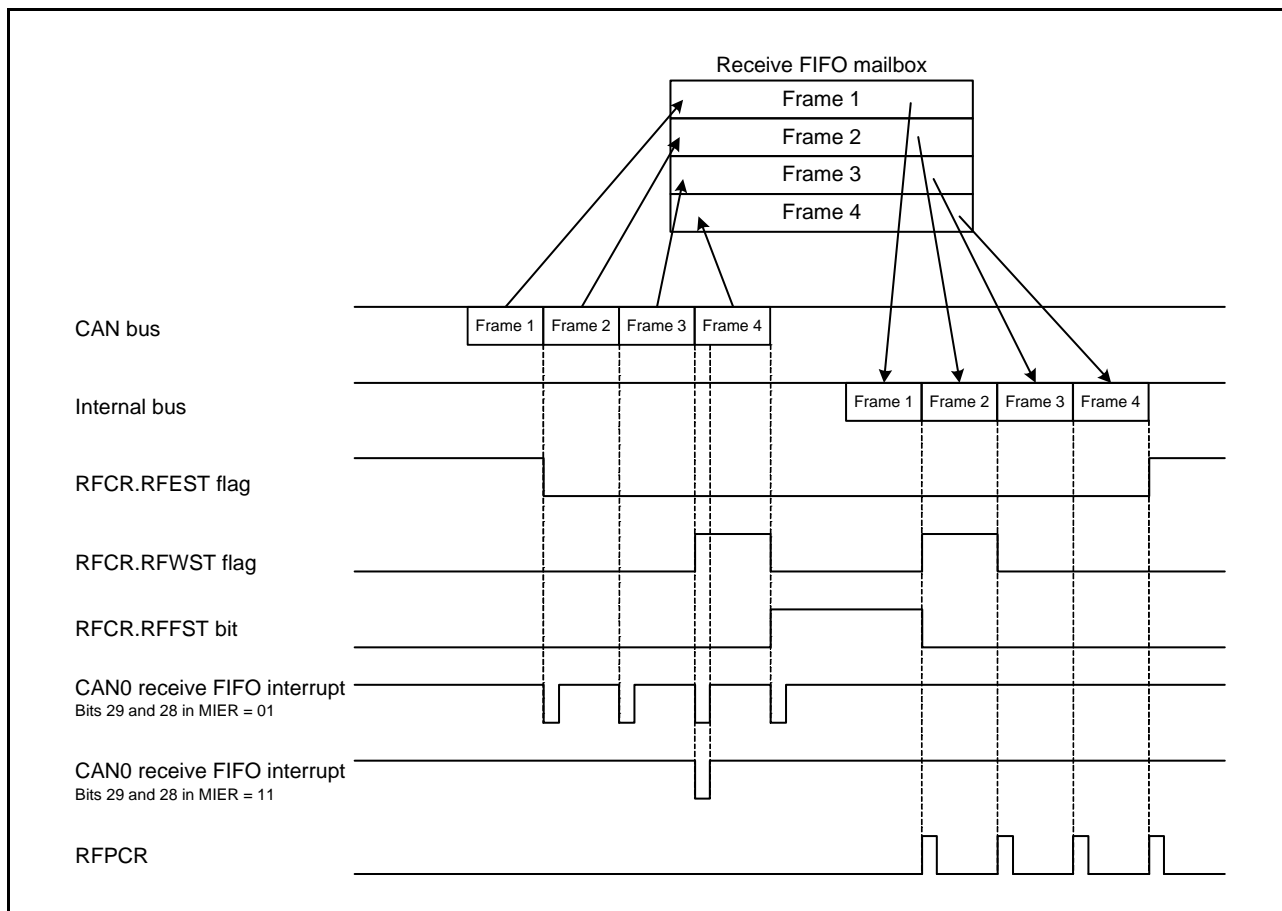 Receive FIFO mailbox
Frame 1
Frame 2
Frame 3
Frame 4
CAN bus
Frame 1 Frame 2 Frame 3 Frame 4
Internal bus
Frame 1 Frame 2 Frame 3 Frame 4
RFCR.RFEST flag
RFCR.RFWST flag
RFCR.RFFST bit
CAN0 receive FIFO interrupt
Bits 29 and 28 in MIER = 01
CAN0 receive FIFO interrupt
Bits 29 and 28 in MIER = 11
RFPCR